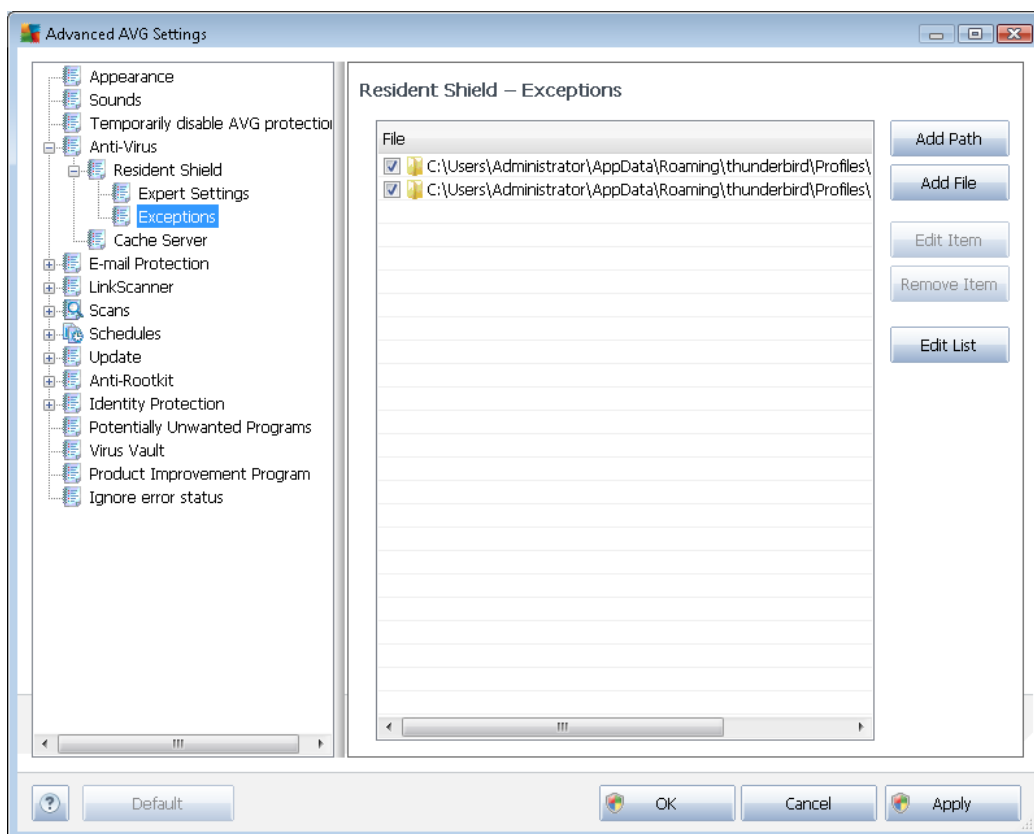 Advanced AVG Settings
Appearance
Sounds
Temporarily disable AVG protection
Anti-Virus
Resident Shield
Expert Settings
Exceptions
Cache Server
E-mail Protection
LinkScanner
Scans
Schedules
Update
Anti-Rootkit
Identity Protection
Potentially Unwanted Programs
Virus Vault
Product Improvement Program
Ignore error status
Resident Shield – Exceptions
File
C:\Users\Administrator\AppData\Roaming\thunderbird\Profiles\
C:\Users\Administrator\AppData\Roaming\thunderbird\Profiles\
Add Path
Add File
Edit Item
Remove Item
Edit List
? Default OK Cancel Apply